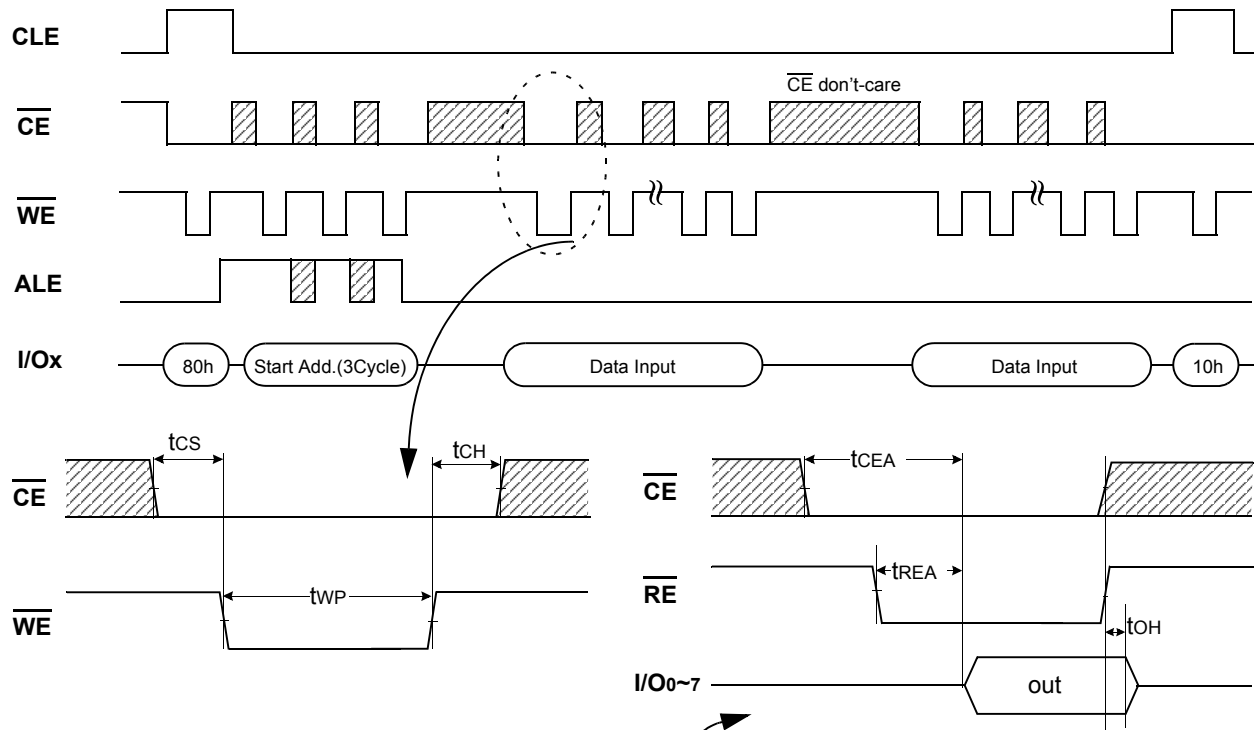 CLE
CE don't-care
CE
WE
ALE
I/Ox
80h
Start Add.(3Cycle)
Data Input
Data Input
10h
tCS
tCH
CE
tWP
WE
tCEA
CE
tREA
RE
tOH
I/O0~7
out